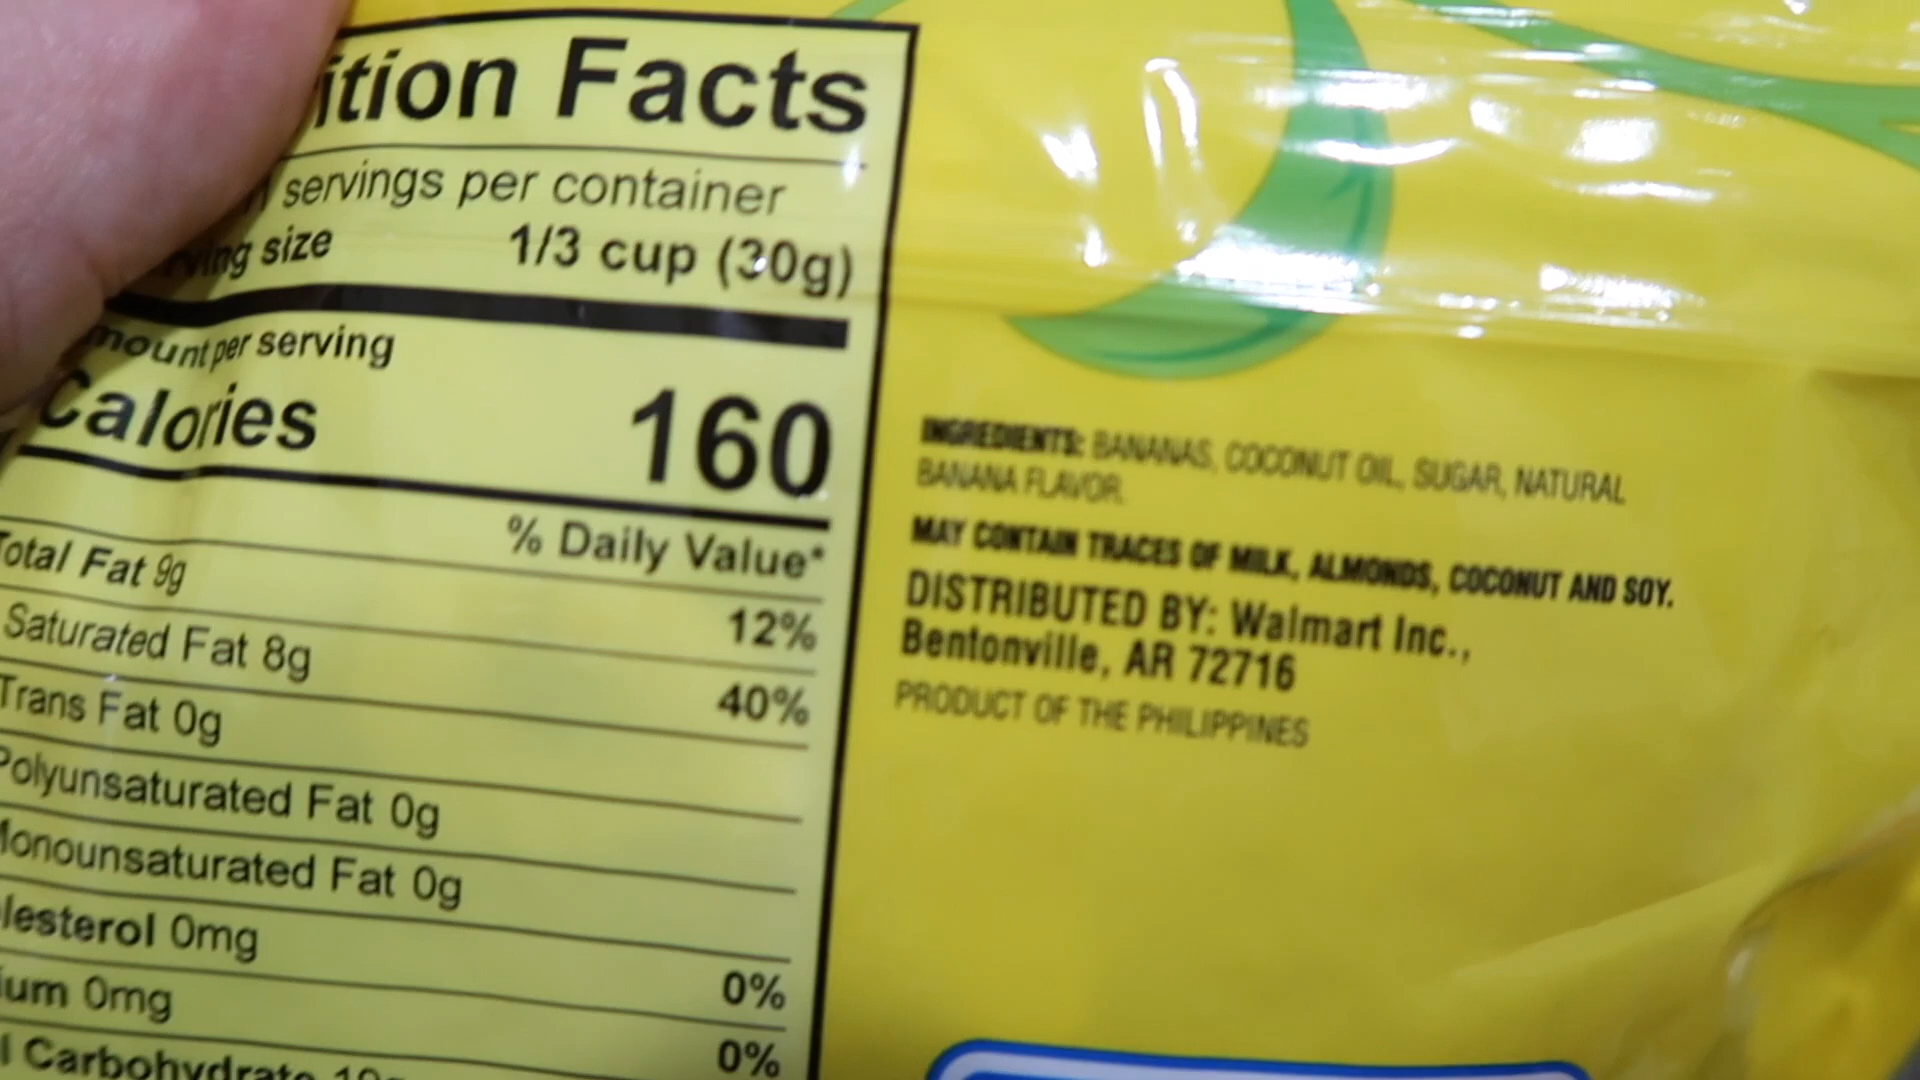 ition Facts
servings per container
ving size 1/3 cup (30g)
mount per serving
Calories 160
% Daily Value*
Total Fat 9g 12%
Saturated Fat 8g 40%
Trans Fat 0g
Polyunsaturated Fat 0g
Monounsaturated Fat 0g
lesterol 0mg 0%
ium 0mg 0%
l Carbohydrate
INGREDIENTS: BANANAS, COCONUT OIL, SUGAR, NATURAL
BANANA FLAVOR.
MAY CONTAIN TRACES OF MILK, ALMONDS, COCONUT AND SOY.
DISTRIBUTED BY: Walmart Inc.,
Bentonville, AR 72716
PRODUCT OF THE PHILIPPINES